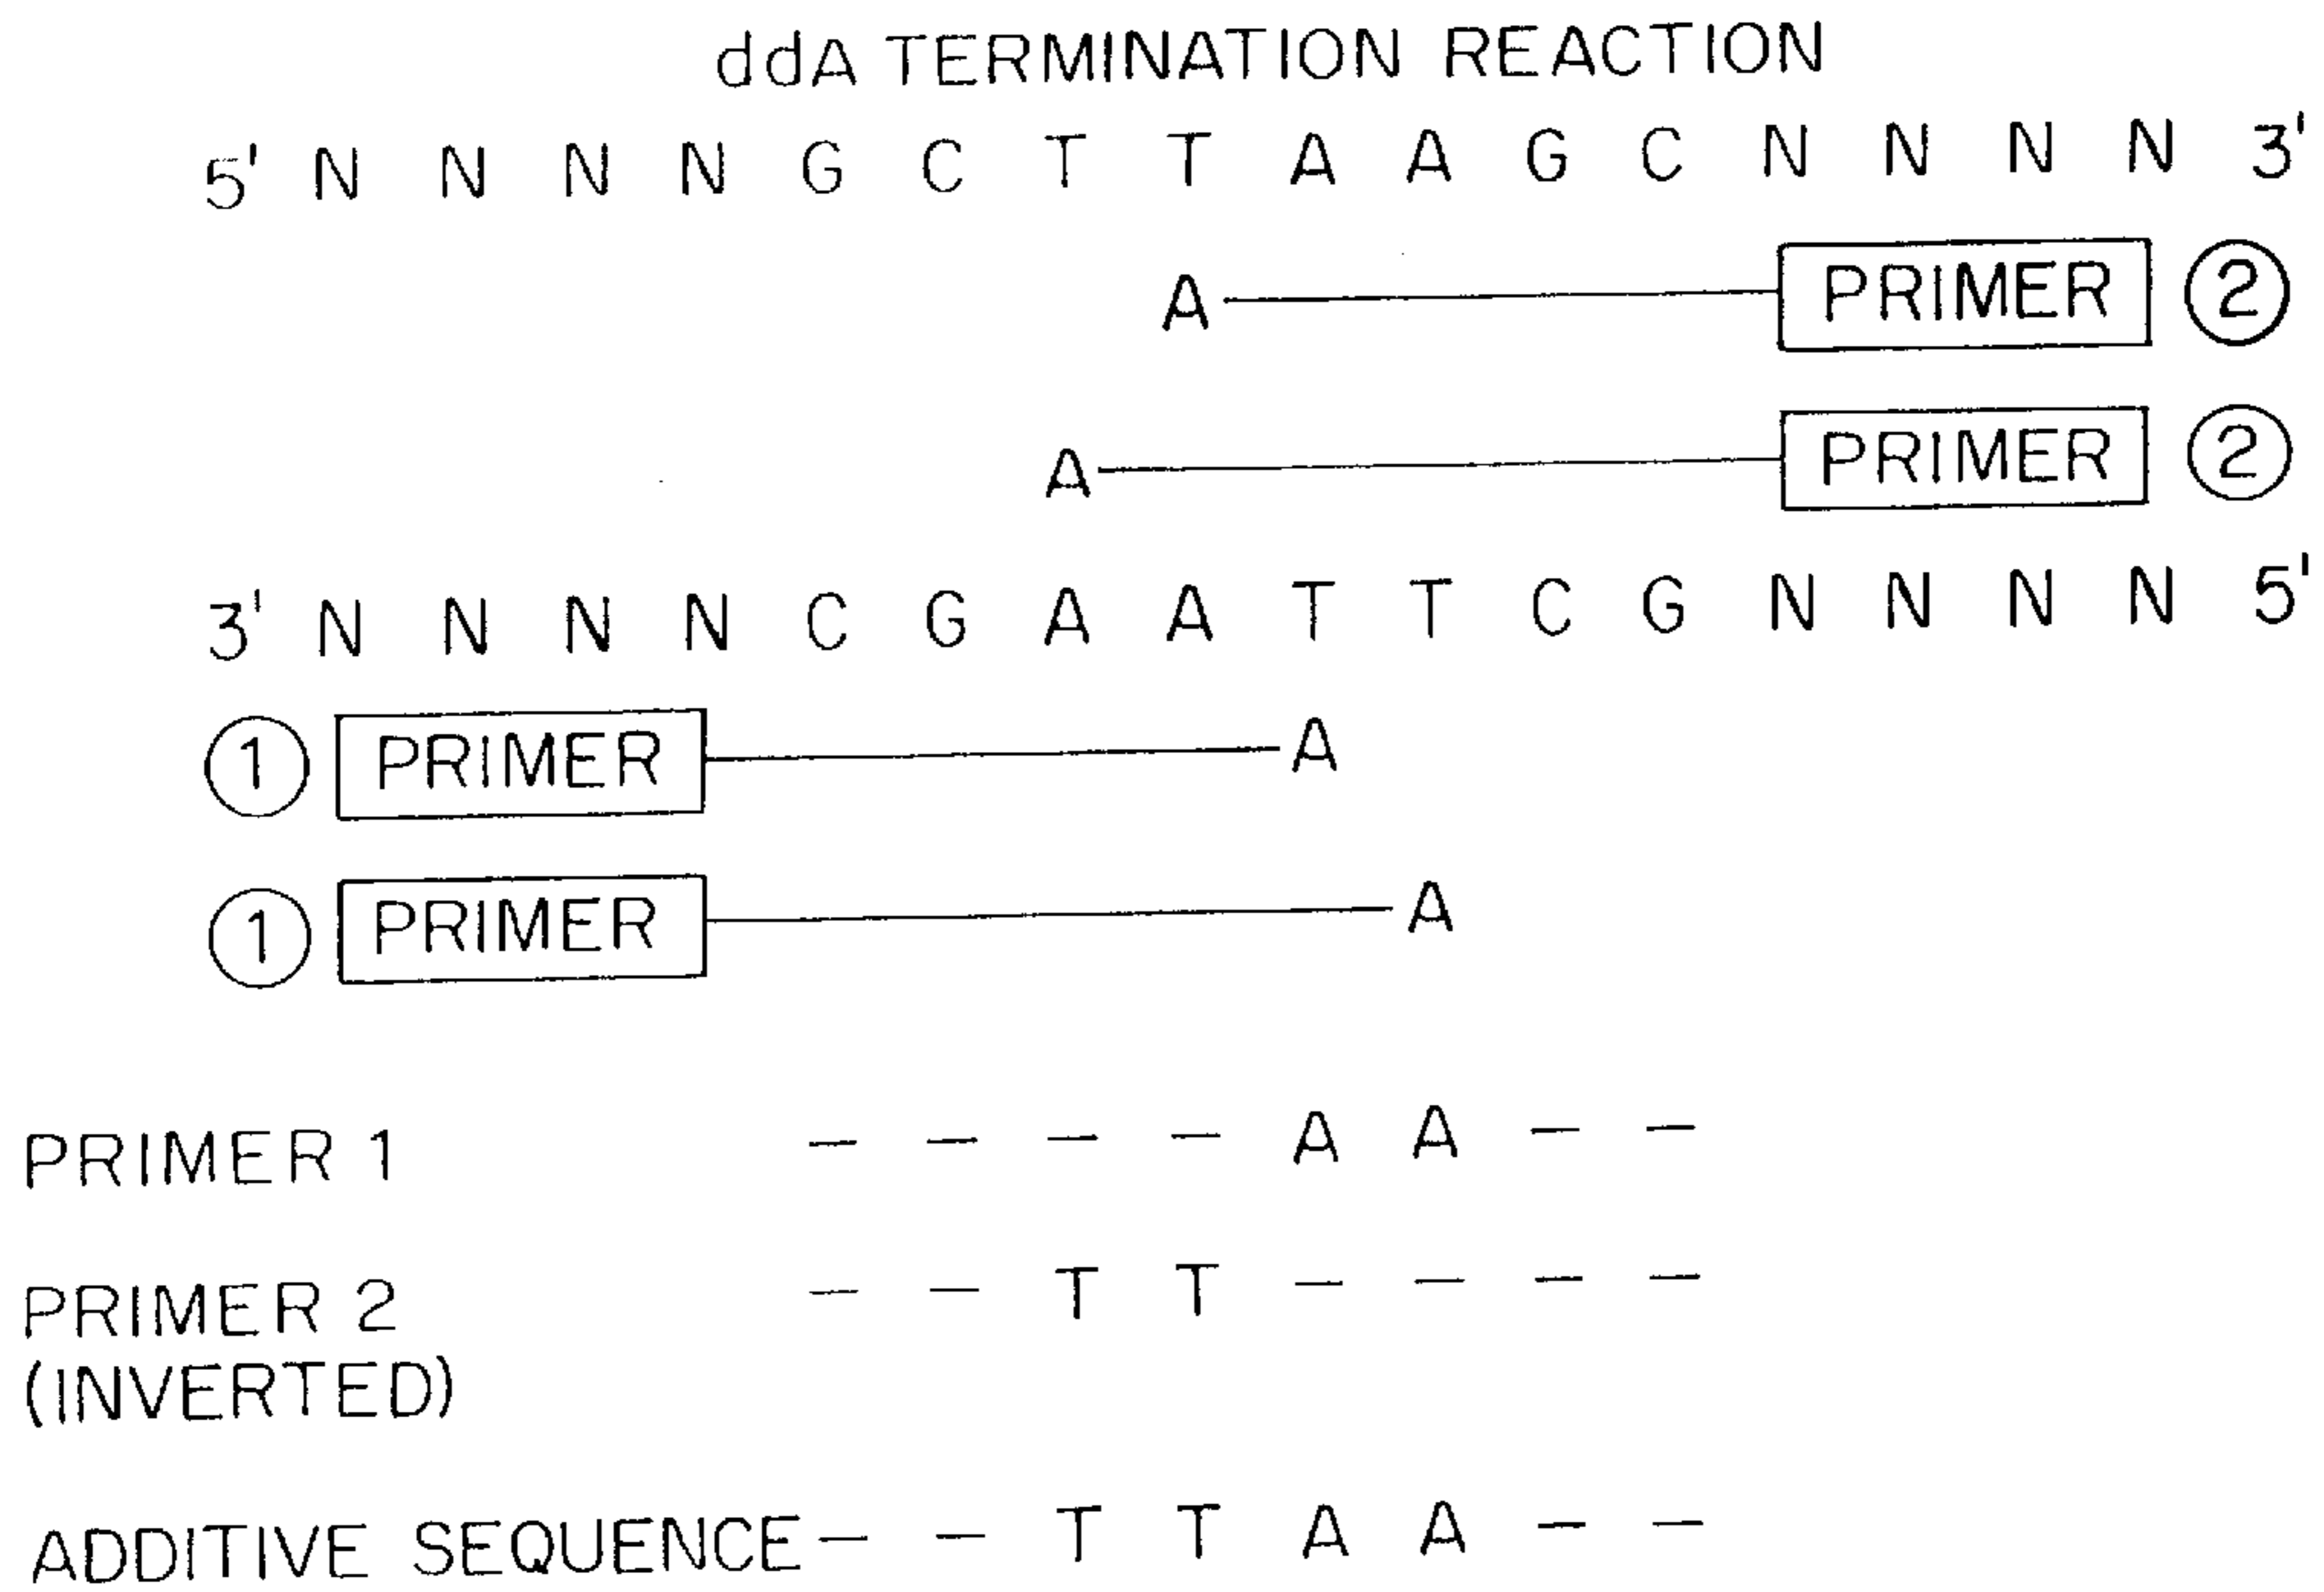 ddA TERMINATION REACTION
5' N N N N G C T T A A G C N N N N 3'
A PRIMER 2
A PRIMER 2
3' N N N N C G A A T T C G N N N N 5'
1 PRIMER A
1 PRIMER A
PRIMER 1 – – – – A A – –
PRIMER 2 – – T T – – – –
(INVERTED)
ADDITIVE SEQUENCE – – T T A A – –